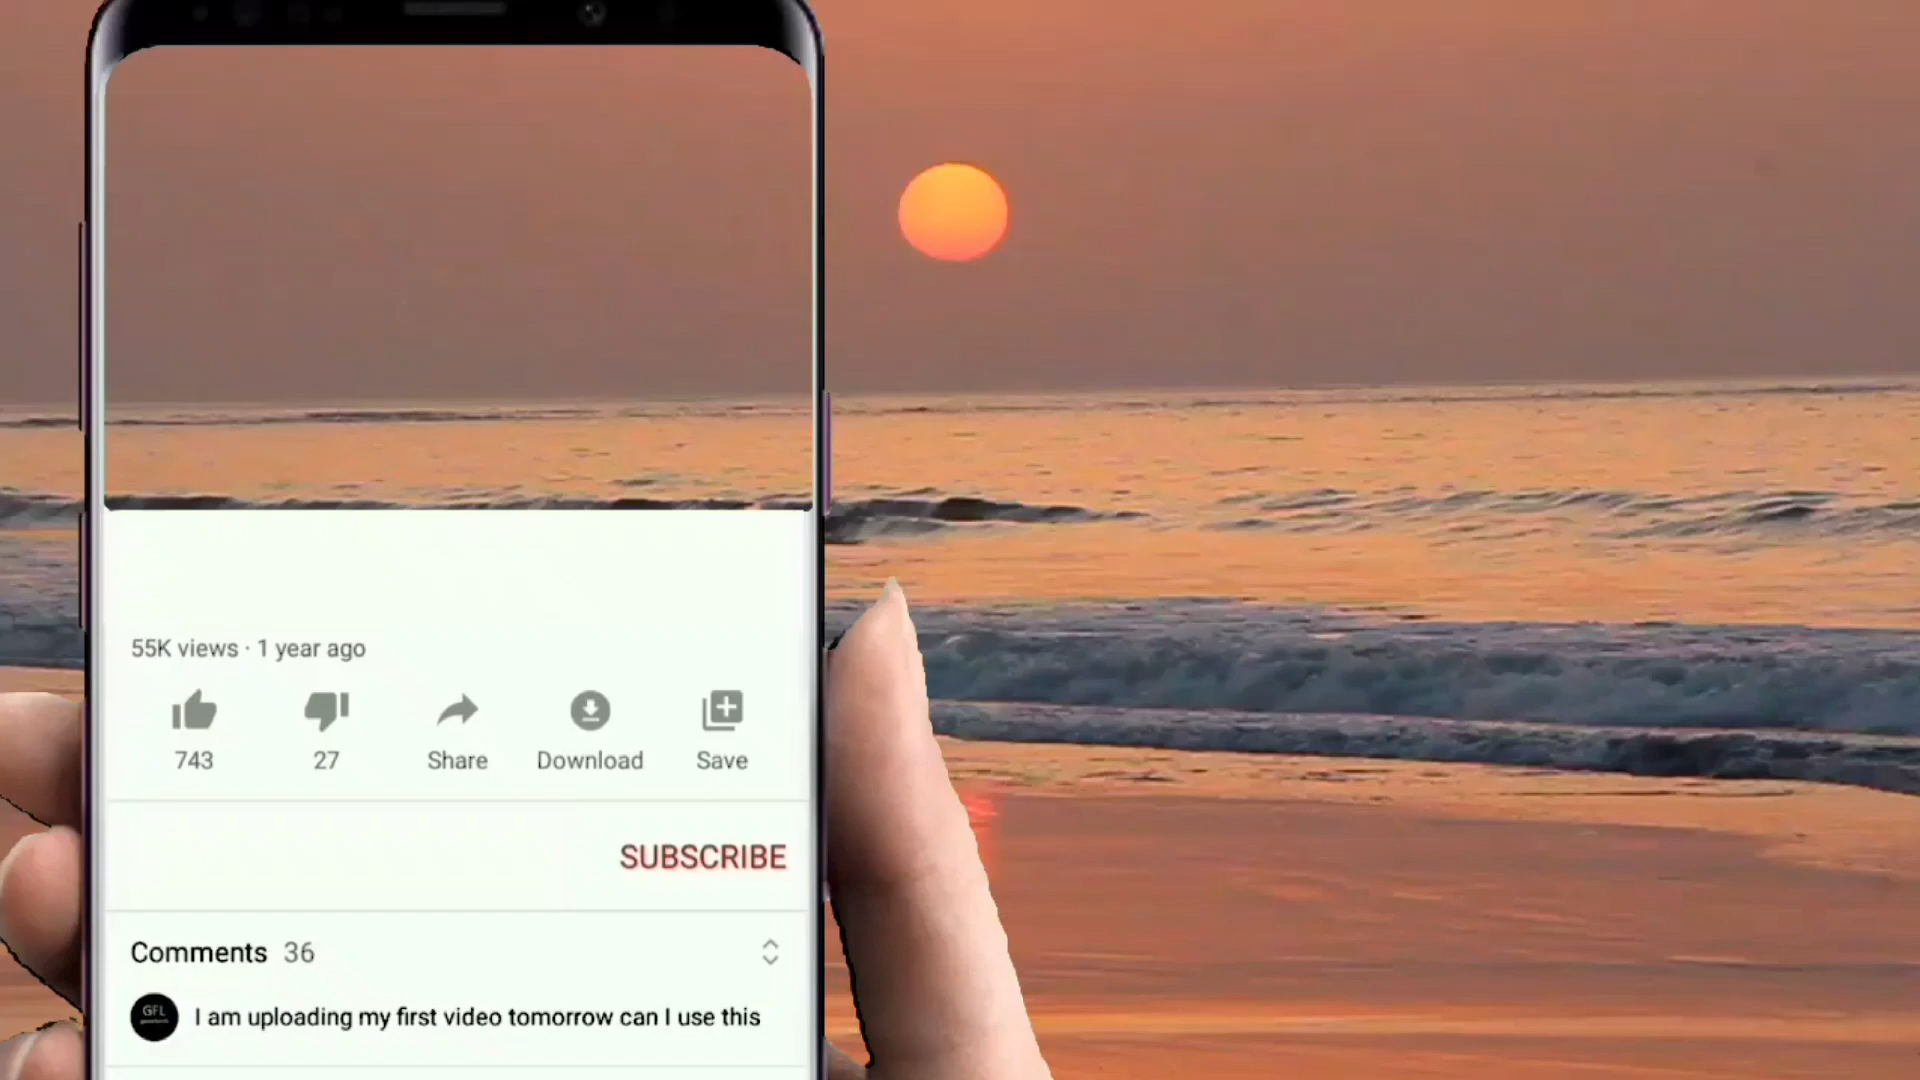 55K views · 1 year ago
743
27
Share
Download
Save
SUBSCRIBE
Comments 36
GFL
I am uploading my first video tomorrow can I use this